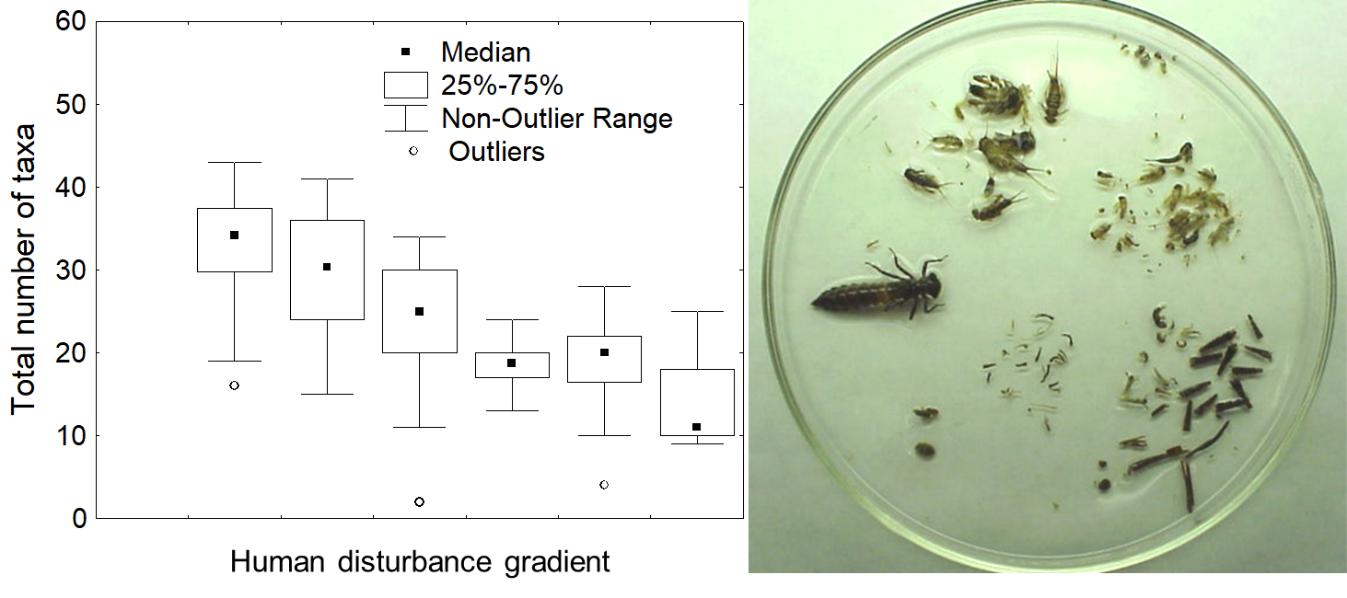 60
50
40
30
20
10
0
Total number of taxa
Median
25%-75%
Non-Outlier Range
Outliers
Human disturbance gradient